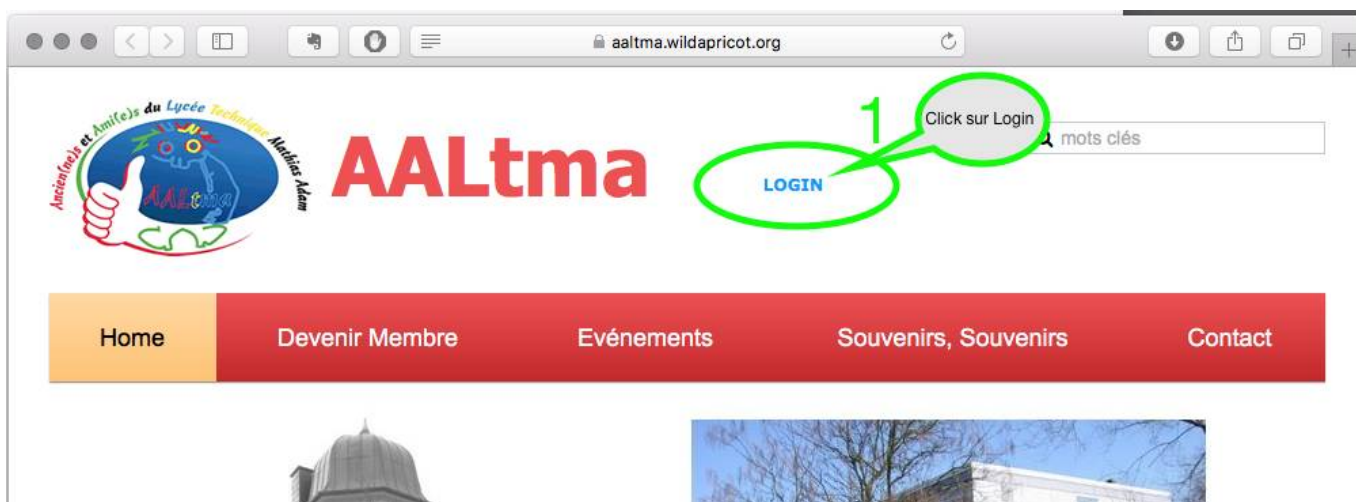 aaltma.wildapricot.org
Ancien(ne)s et Ami(e)s du Lycée Technique Mathias Adam
AALtma
AALtma
1
Click sur Login
mots clés
LOGIN
Home
Devenir Membre
Evénements
Souvenirs, Souvenirs
Contact